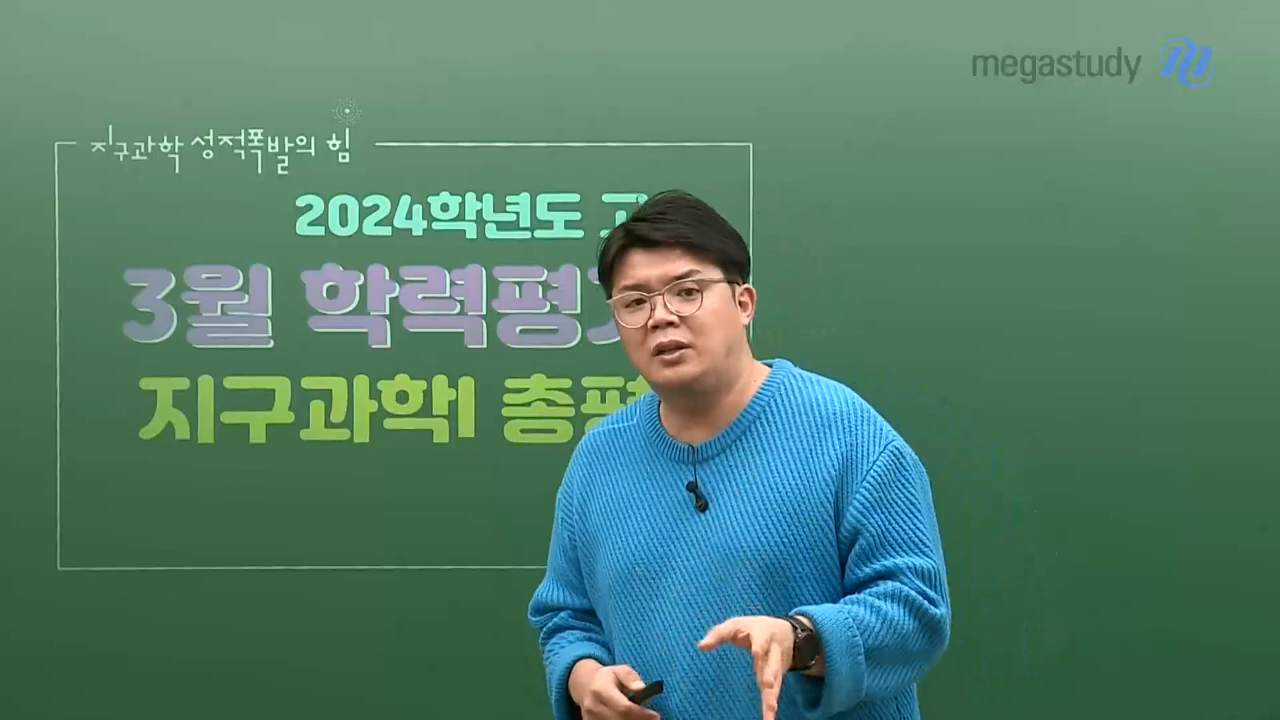 megastudy
지구과학 성적폭발의 힘
2024학년도
3월 학력평
지구과학I 총평